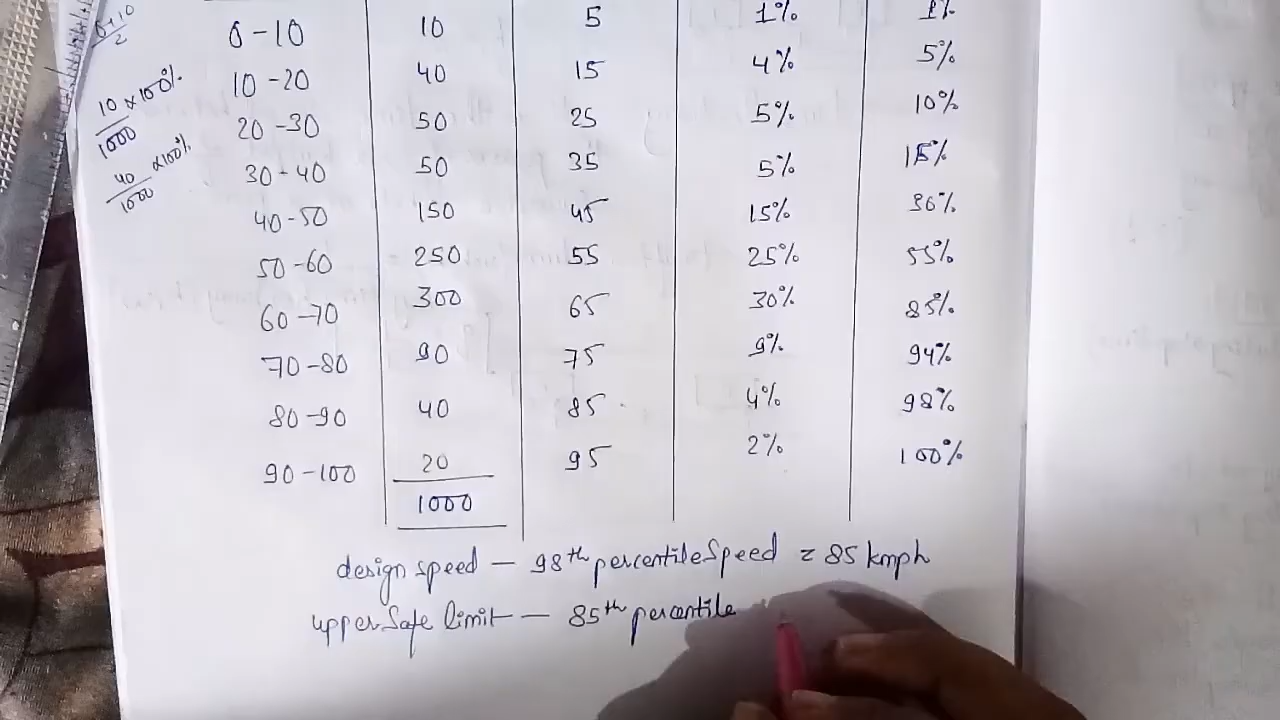 0-10 10 5 1% 1%
10-20 40 15 4% 5%
20-30 50 25 5% 10%
30-40 50 35 5% 15%
40-50 150 45 15% 30%
50-60 250 55 25% 55%
60-70 300 65 30% 85%
70-80 90 75 9% 94%
80-90 40 85 4% 98%
90-100 20 95 2% 100%
1000
design speed — 98th percentile Speed = 85 kmph
upper Safe limit — 85th percentile
0+10
2
10 × 100%
1000
40 × 100%
1000